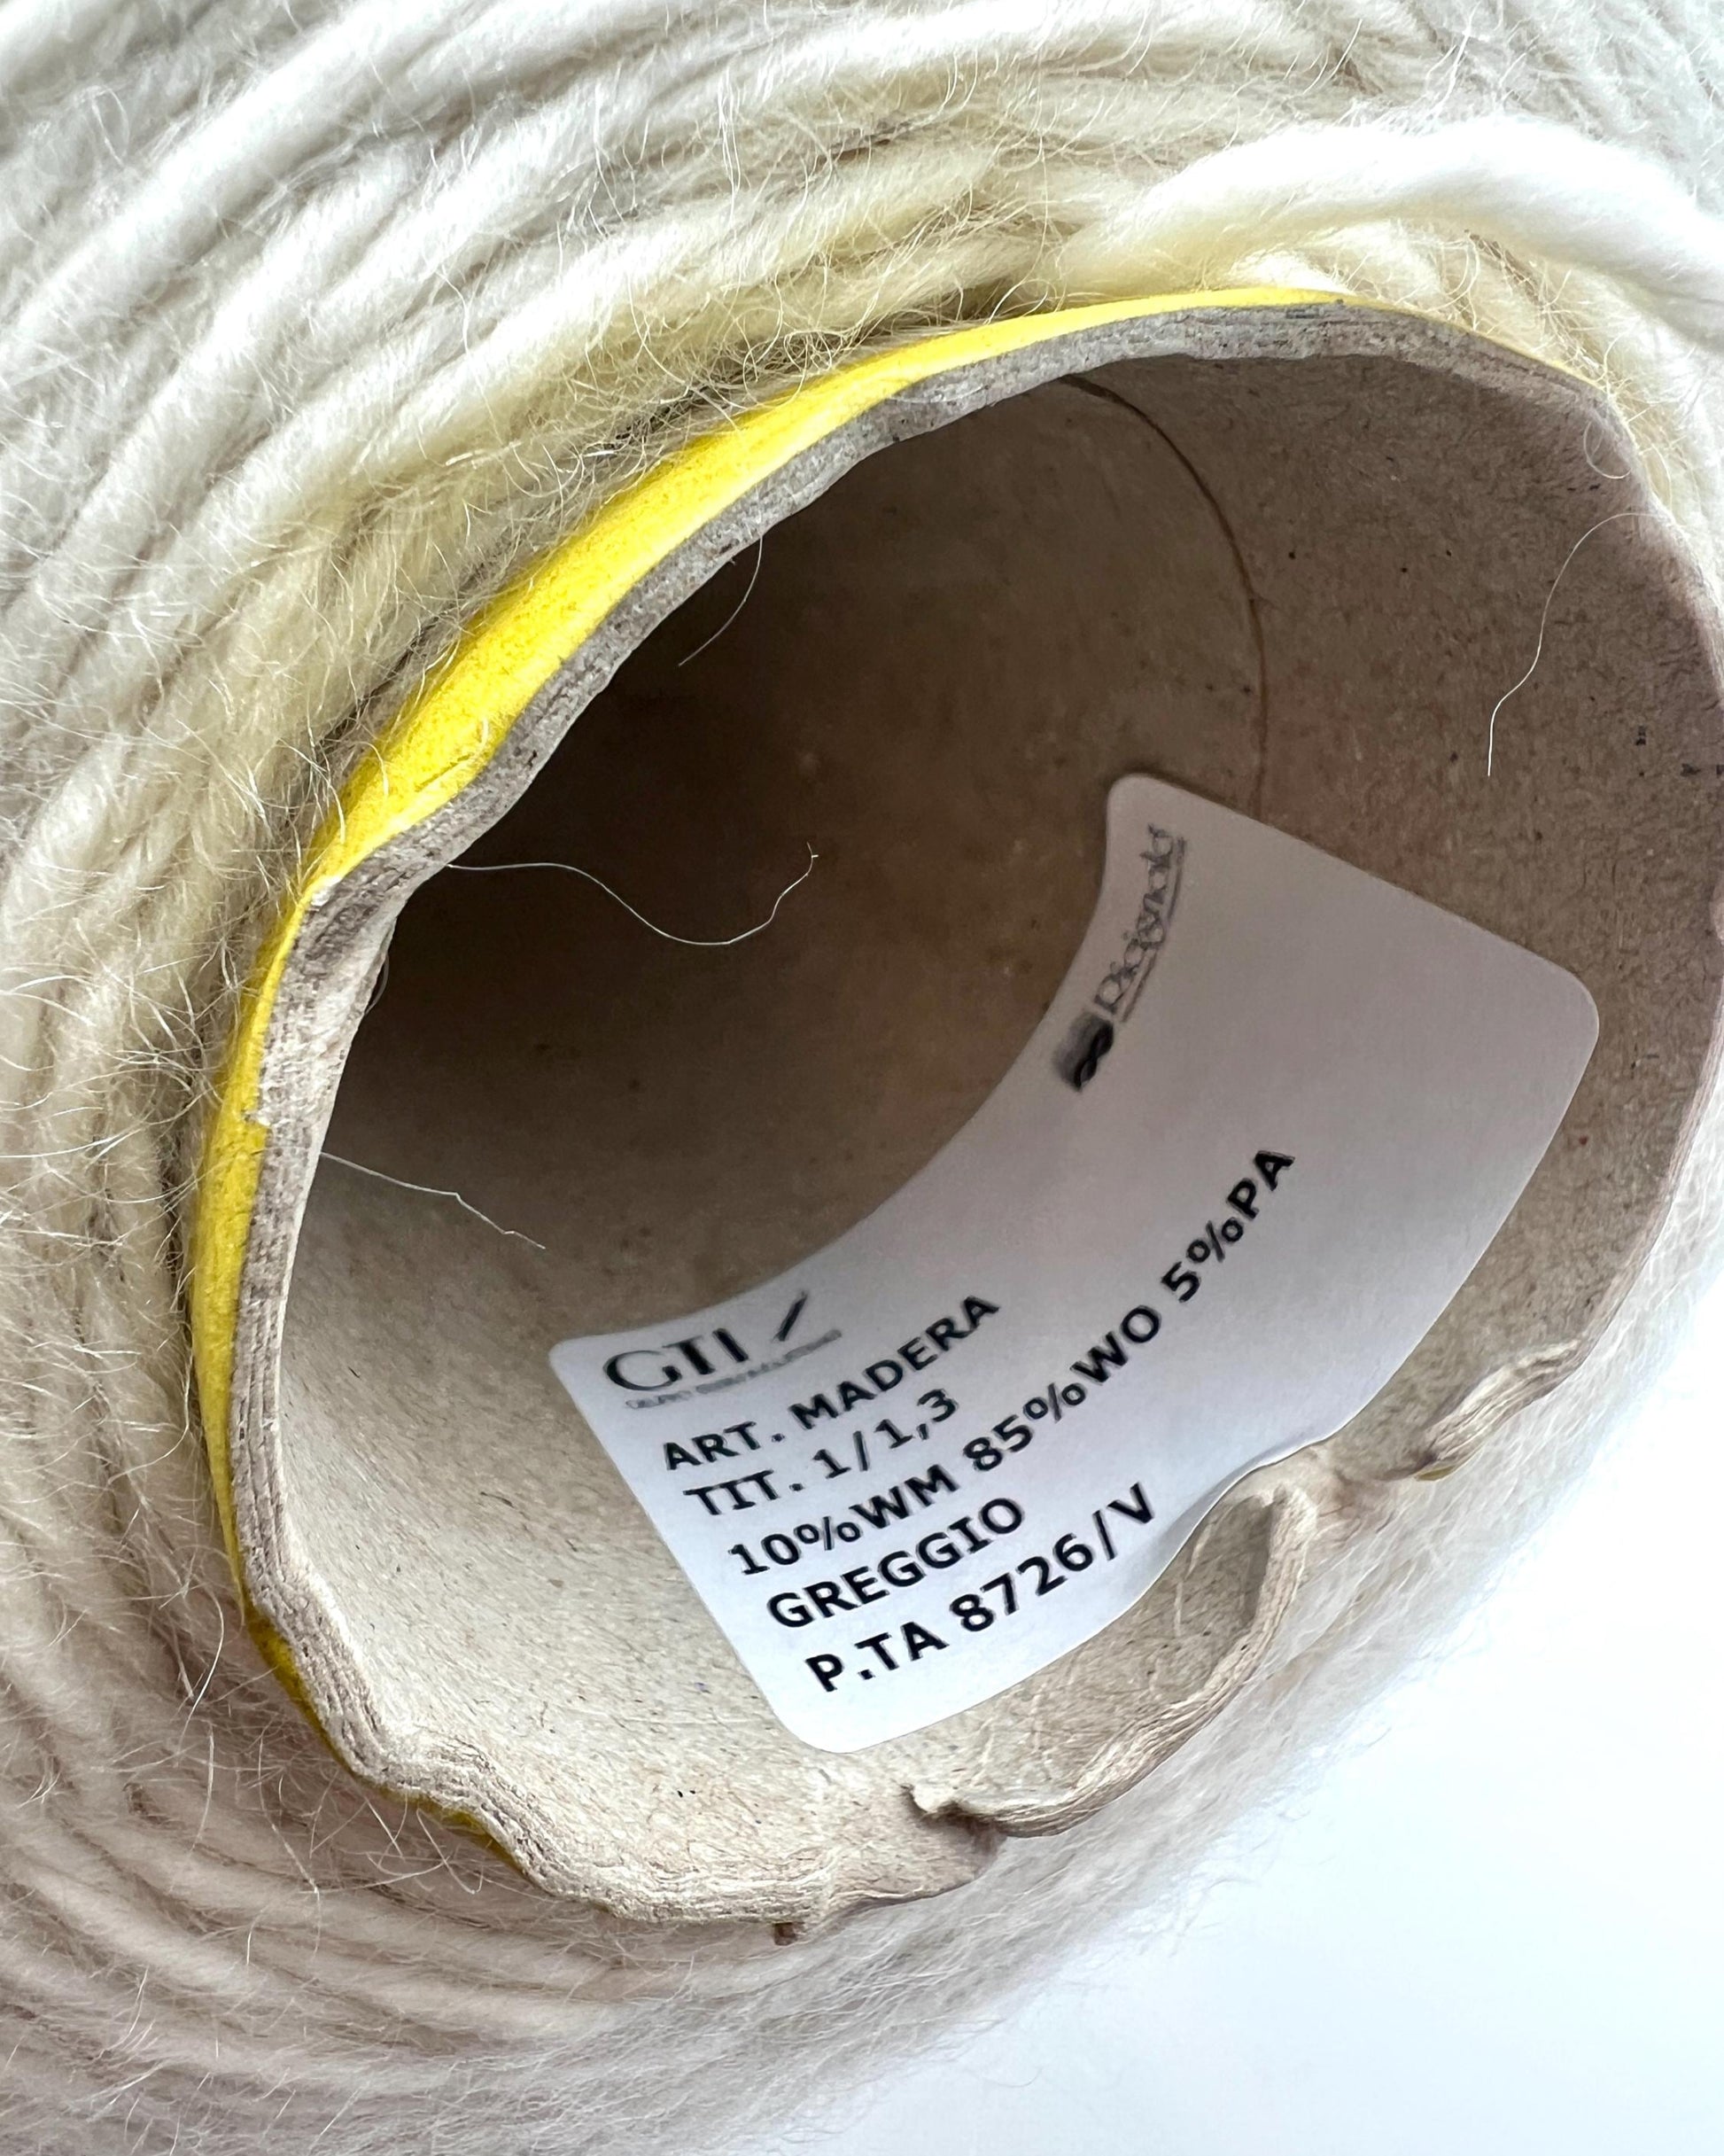 GTI
ART. MADERA
TIT. 1/1,3
10%WM 85%WO 5%PA
GREGGIO
P.TA 8726/V